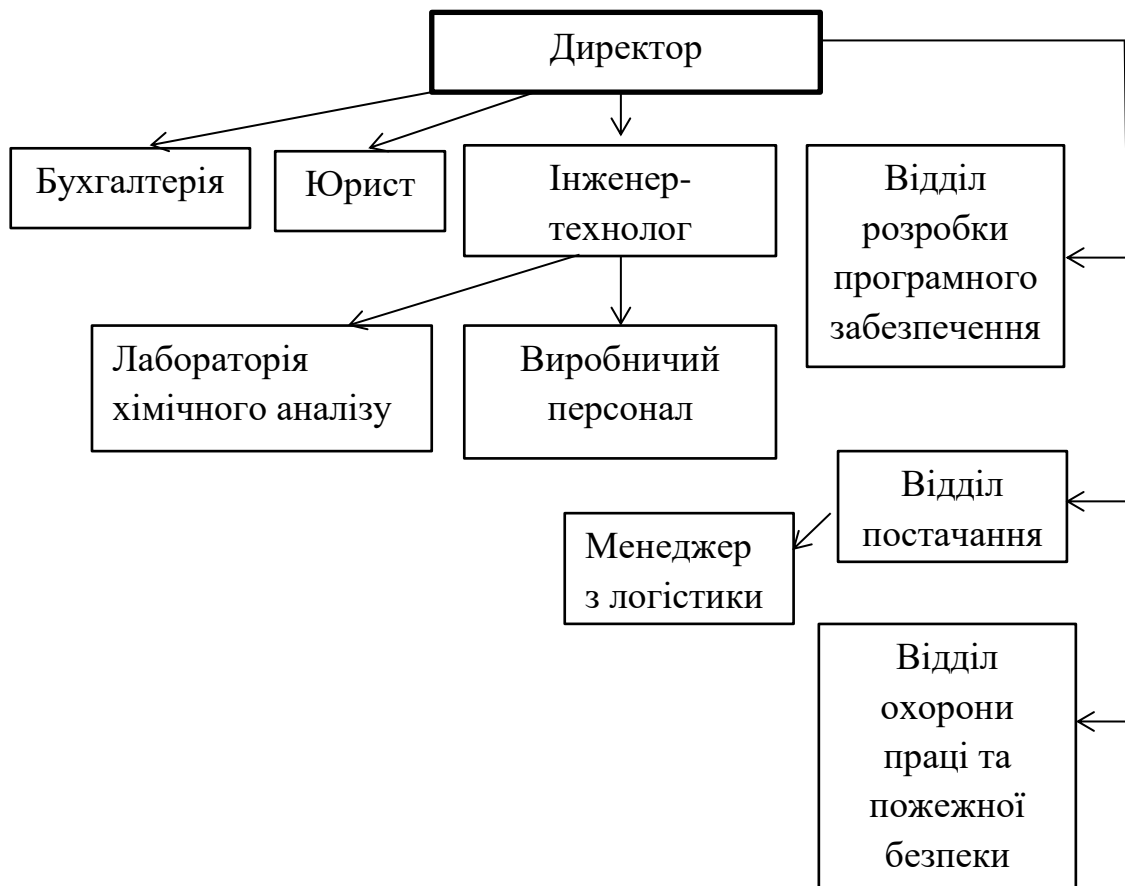 Директор
Бухгалтерія
Юрист
Інженер-
технолог
Відділ
розробки
програмного
забезпечення
Лабораторія
хімічного аналізу
Виробничий
персонал
Відділ
постачання
Менеджер
з логістики
Відділ
охорони
праці та
пожежної
безпеки